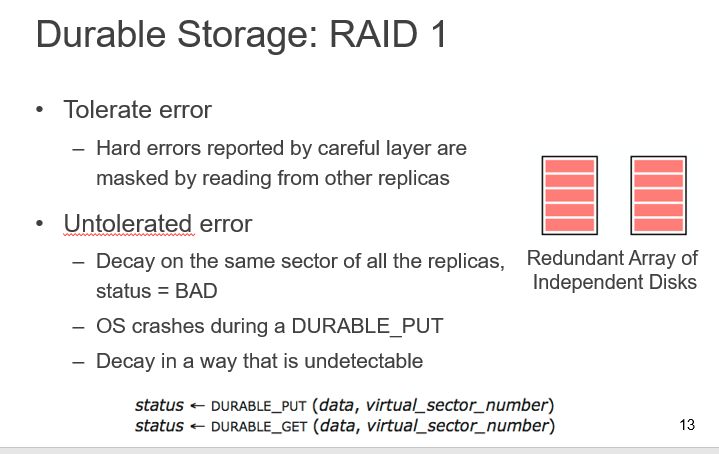 Durable Storage: RAID 1
• Tolerate error
– Hard errors reported by careful layer are
masked by reading from other replicas
• Untolerated error
– Decay on the same sector of all the replicas,
status = BAD
– OS crashes during a DURABLE_PUT
– Decay in a way that is undetectable
Redundant Array of
Independent Disks
status ← DURABLE_PUT (data, virtual_sector_number)
status ← DURABLE_GET (data, virtual_sector_number)
13